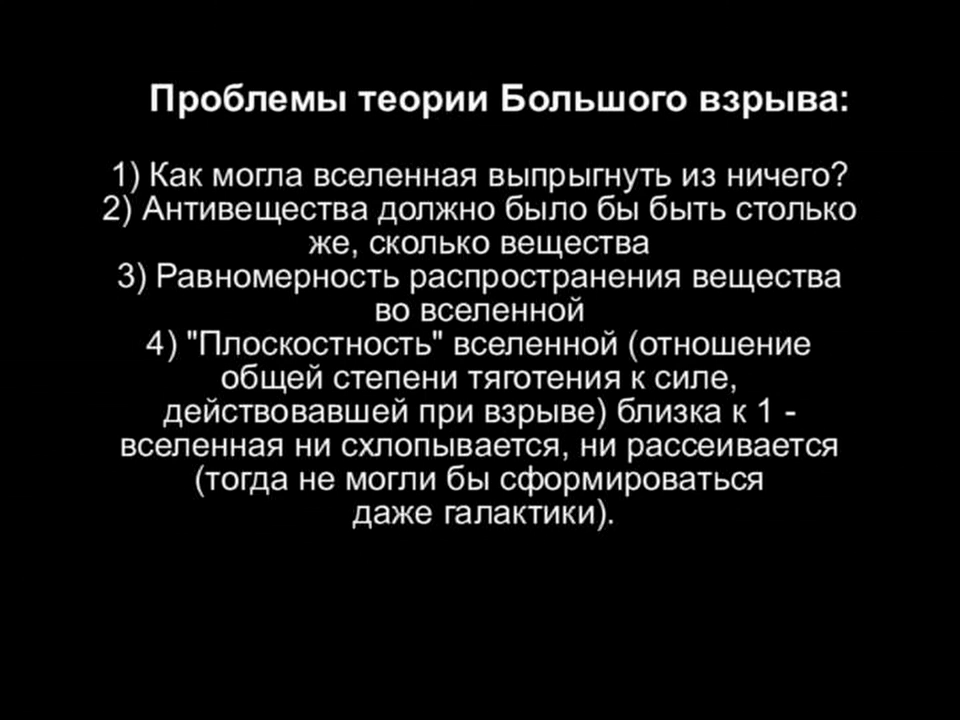 Проблемы теории Большого взрыва:
1) Как могла вселенная выпрыгнуть из ничего?
2) Антивещества должно было бы быть столько
же, сколько вещества
3) Равномерность распространения вещества
во вселенной
4) "Плоскостность" вселенной (отношение
общей степени тяготения к силе,
действовавшей при взрыве) близка к 1 -
вселенная ни схлопывается, ни рассеивается
(тогда не могли бы сформироваться
даже галактики).